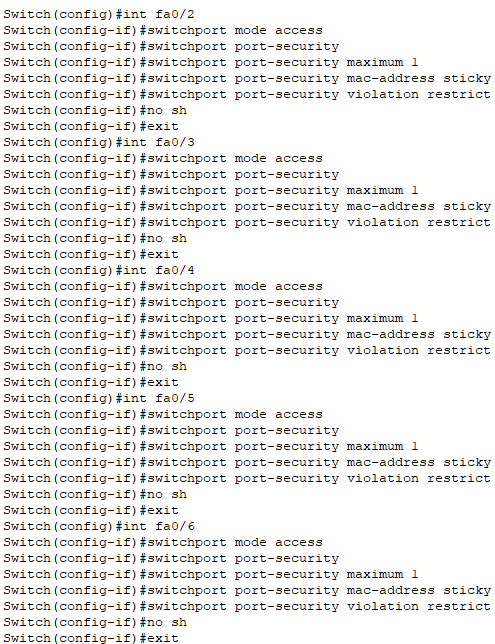 Switch(config)#int fa0/2
Switch(config-if)#switchport mode access
Switch(config-if)#switchport port-security
Switch(config-if)#switchport port-security maximum 1
Switch(config-if)#switchport port-security mac-address sticky
Switch(config-if)#switchport port-security violation restrict
Switch(config-if)#no sh
Switch(config-if)#exit
Switch(config)#int fa0/3
Switch(config-if)#switchport mode access
Switch(config-if)#switchport port-security
Switch(config-if)#switchport port-security maximum 1
Switch(config-if)#switchport port-security mac-address sticky
Switch(config-if)#switchport port-security violation restrict
Switch(config-if)#no sh
Switch(config-if)#exit
Switch(config)#int fa0/4
Switch(config-if)#switchport mode access
Switch(config-if)#switchport port-security
Switch(config-if)#switchport port-security maximum 1
Switch(config-if)#switchport port-security mac-address sticky
Switch(config-if)#switchport port-security violation restrict
Switch(config-if)#no sh
Switch(config-if)#exit
Switch(config)#int fa0/5
Switch(config-if)#switchport mode access
Switch(config-if)#switchport port-security
Switch(config-if)#switchport port-security maximum 1
Switch(config-if)#switchport port-security mac-address sticky
Switch(config-if)#switchport port-security violation restrict
Switch(config-if)#no sh
Switch(config-if)#exit
Switch(config)#int fa0/6
Switch(config-if)#switchport mode access
Switch(config-if)#switchport port-security
Switch(config-if)#switchport port-security maximum 1
Switch(config-if)#switchport port-security mac-address sticky
Switch(config-if)#switchport port-security violation restrict
Switch(config-if)#no sh
Switch(config-if)#exit